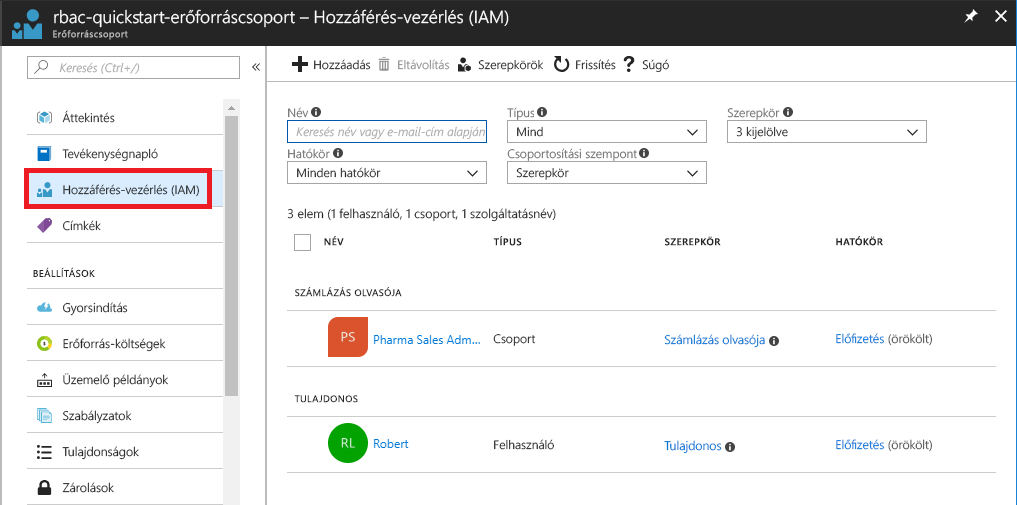 rbac-quickstart-erőforráscsoport – Hozzáférés-vezérlés (IAM)
Erőforráscsoport
Keresés (Ctrl+/)
Áttekintés
Tevékenységnapló
Hozzáférés-vezérlés (IAM)
Címkék
BEÁLLÍTÁSOK
Gyorsindítás
Erőforrás-költségek
Üzemelő példányok
Szabályzatok
Tulajdonságok
Zárolások
Hozzáadás Eltávolítás Szerepkörök Frissítés Súgó
Név Típus Szerepkör
Keresés név vagy e-mail-cím alapján Mind 3 kijelölve
Hatókör Csoportosítási szempont
Minden hatókör Szerepkör
3 elem (1 felhasználó, 1 csoport, 1 szolgáltatásnév)
NÉV TÍPUS SZEREPKÖR HATÓKÖR
SZÁMLÁZÁS OLVASÓJA
PS Pharma Sales Adm... Csoport Számlázás olvasója Előfizetés (örökölt)
TULAJDONOS
RL Robert Felhasználó Tulajdonos Előfizetés (örökölt)